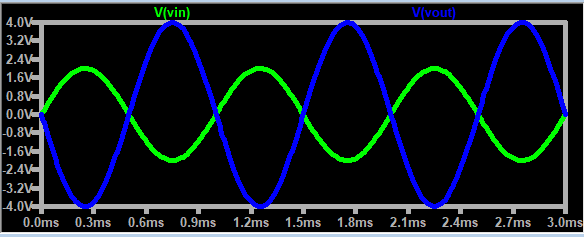 V(vin) V(vout)
4.0V
3.2V
2.4V
1.6V
0.8V
0.0V
-0.8V
-1.6V
-2.4V
-3.2V
-4.0V
0.0ms 0.3ms 0.6ms 0.9ms 1.2ms 1.5ms 1.8ms 2.1ms 2.4ms 2.7ms 3.0ms